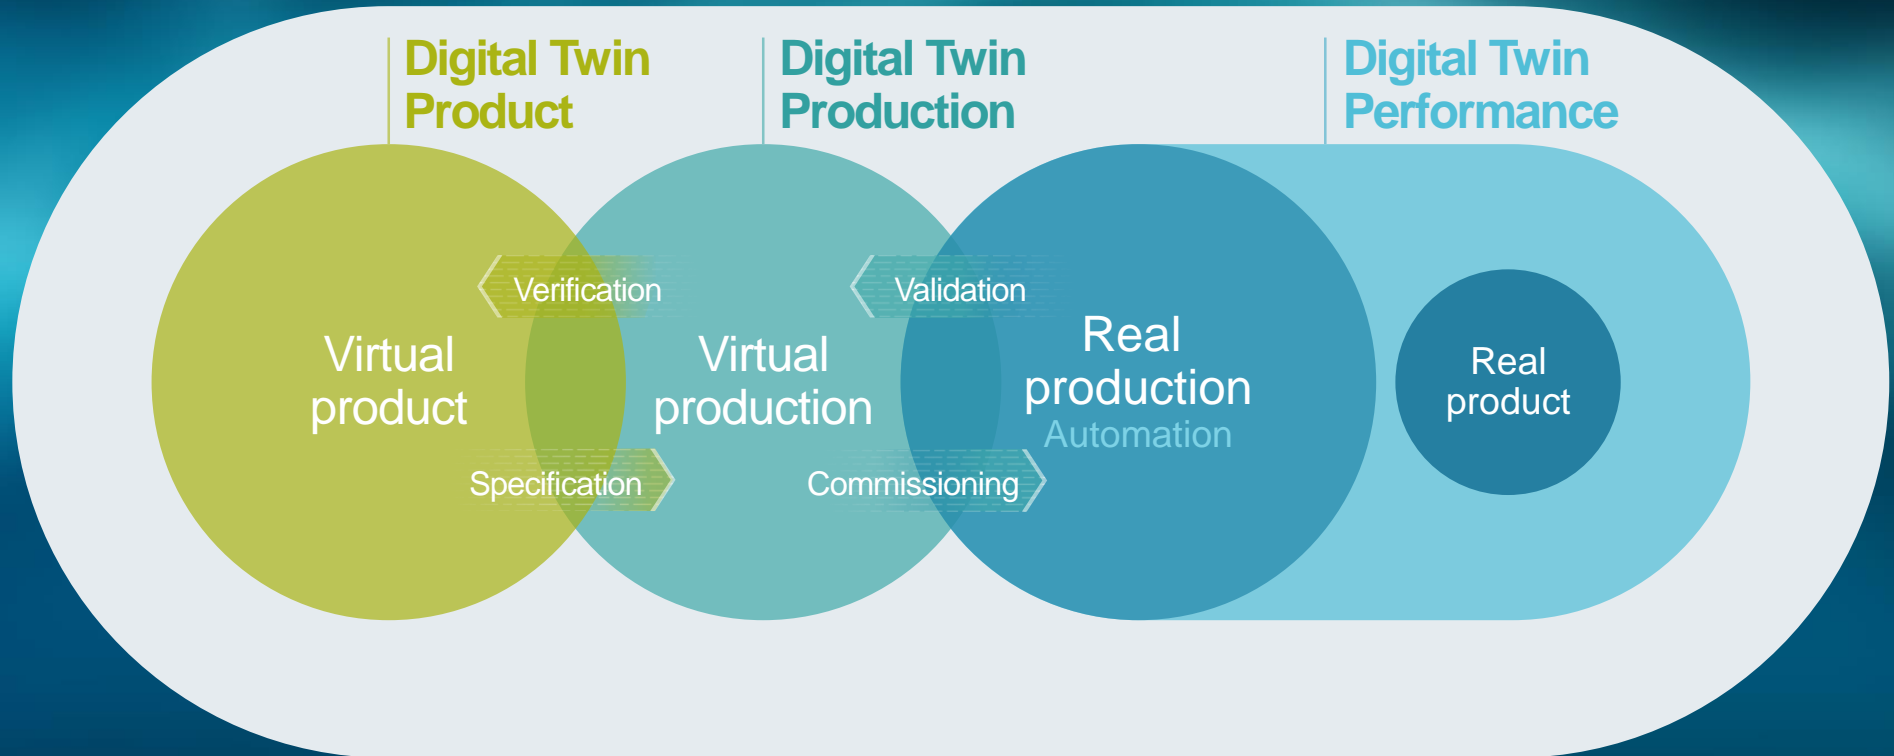 Digital Twin
Product
Digital Twin
Production
Digital Twin
Performance
Verification
Validation
Virtual
product
Virtual
production
Real
production
Automation
Real
product
Specification
Commissioning